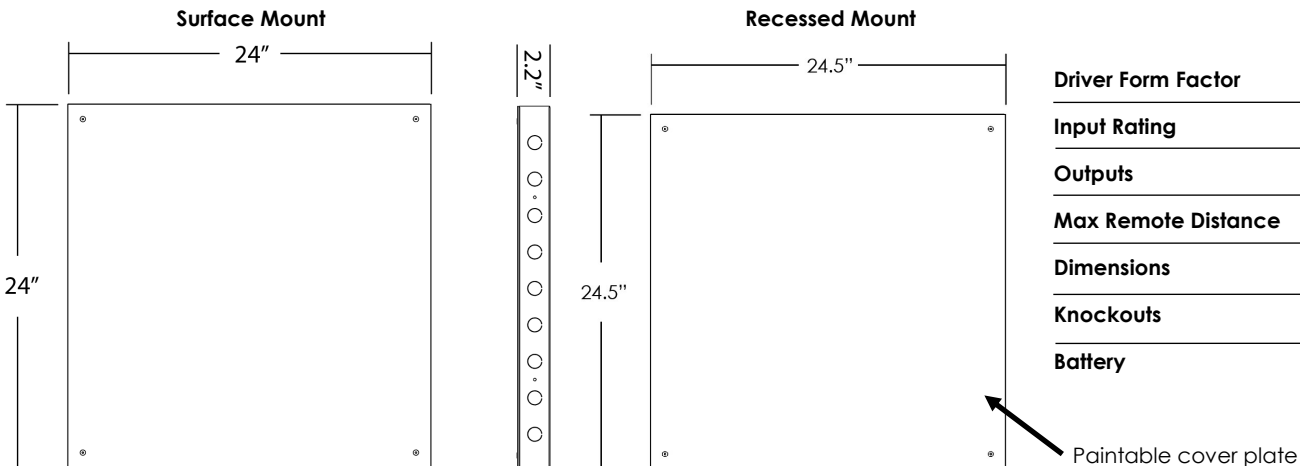 Surface Mount
24″
24″
2.2″
Recessed Mount
24.5”
24.5”
Driver Form Factor
Input Rating
Outputs
Max Remote Distance
Dimensions
Knockouts
Battery
Paintable cover plate